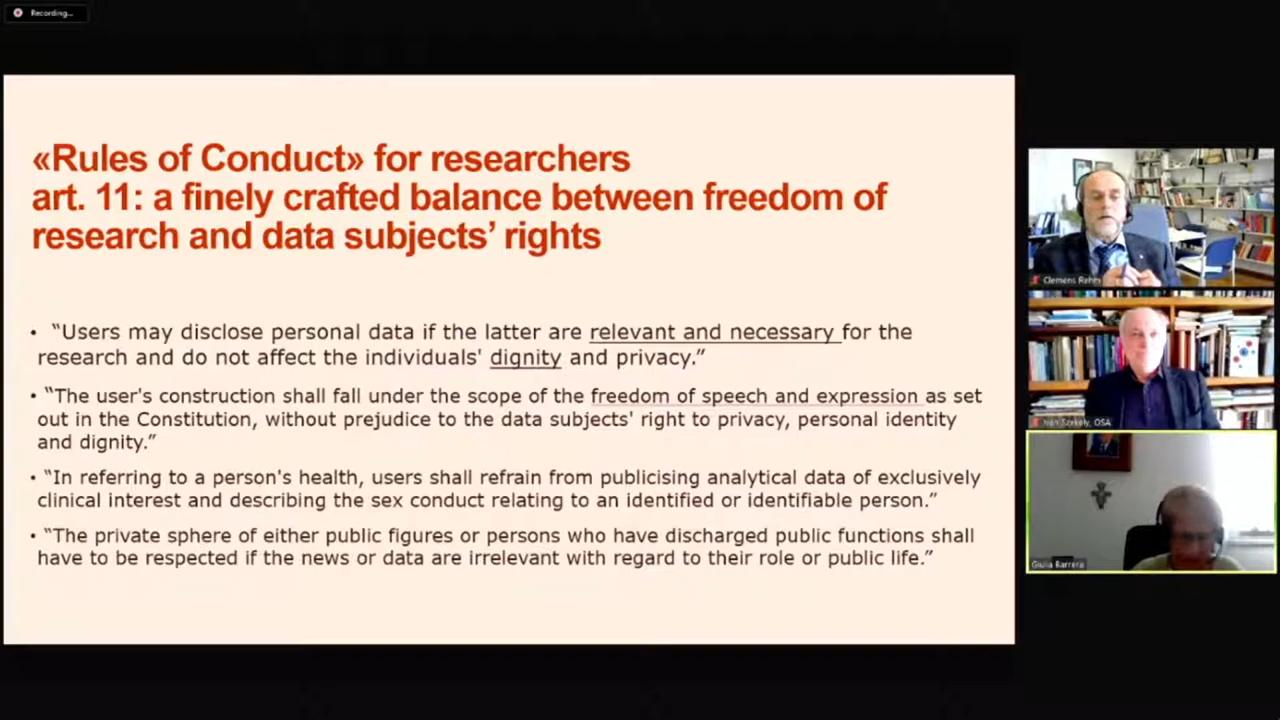 Recording...
«Rules of Conduct» for researchers
art. 11: a finely crafted balance between freedom of
research and data subjects’ rights
• “Users may disclose personal data if the latter are relevant and necessary for the
research and do not affect the individuals' dignity and privacy.”
• “The user's construction shall fall under the scope of the freedom of speech and expression as set
out in the Constitution, without prejudice to the data subjects' right to privacy, personal identity
and dignity.”
• “In referring to a person's health, users shall refrain from publicising analytical data of exclusively
clinical interest and describing the sex conduct relating to an identified or identifiable person.”
• “The private sphere of either public figures or persons who have discharged public functions shall
have to be respected if the news or data are irrelevant with regard to their role or public life.”
Clemens Rehm
Iván Székely, OSA
Giulia Barrera